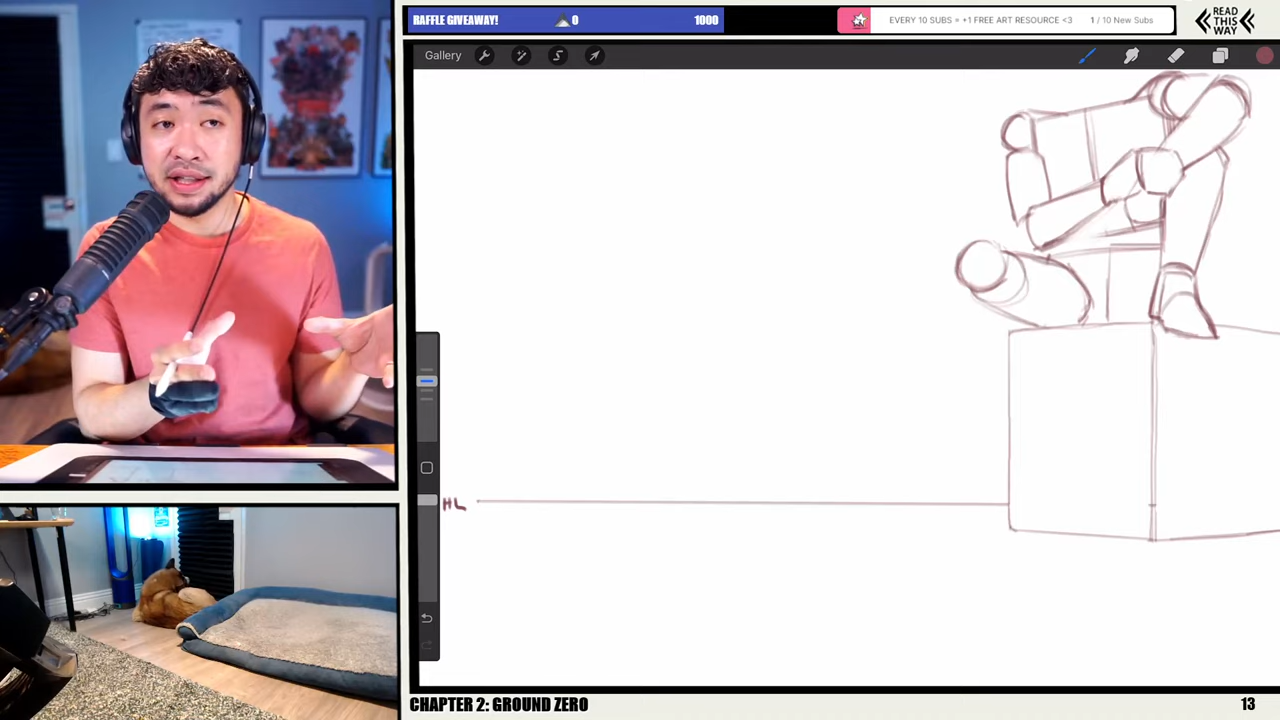 RAFFLE GIVEAWAY! 0 1000
EVERY 10 SUBS = +1 FREE ART RESOURCE <3 1 / 10 New Subs
READ
THIS
WAY
Gallery
HL
CHAPTER 2: GROUND ZERO
13